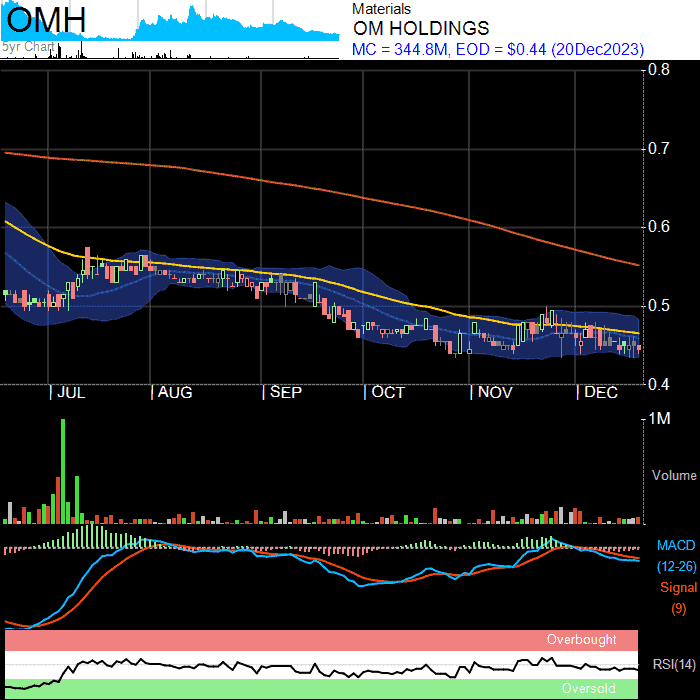 OMH
5yr Chart
Materials
OM HOLDINGS
MC = 344.8M, EOD = $0.44 (20Dec2023)
0.8
0.7
0.6
0.5
0.4
| JUL | AUG | SEP | OCT | NOV | DEC
1M
Volume
MACD
(12-26)
Signal
(9)
Overbought
RSI(14)
Oversold